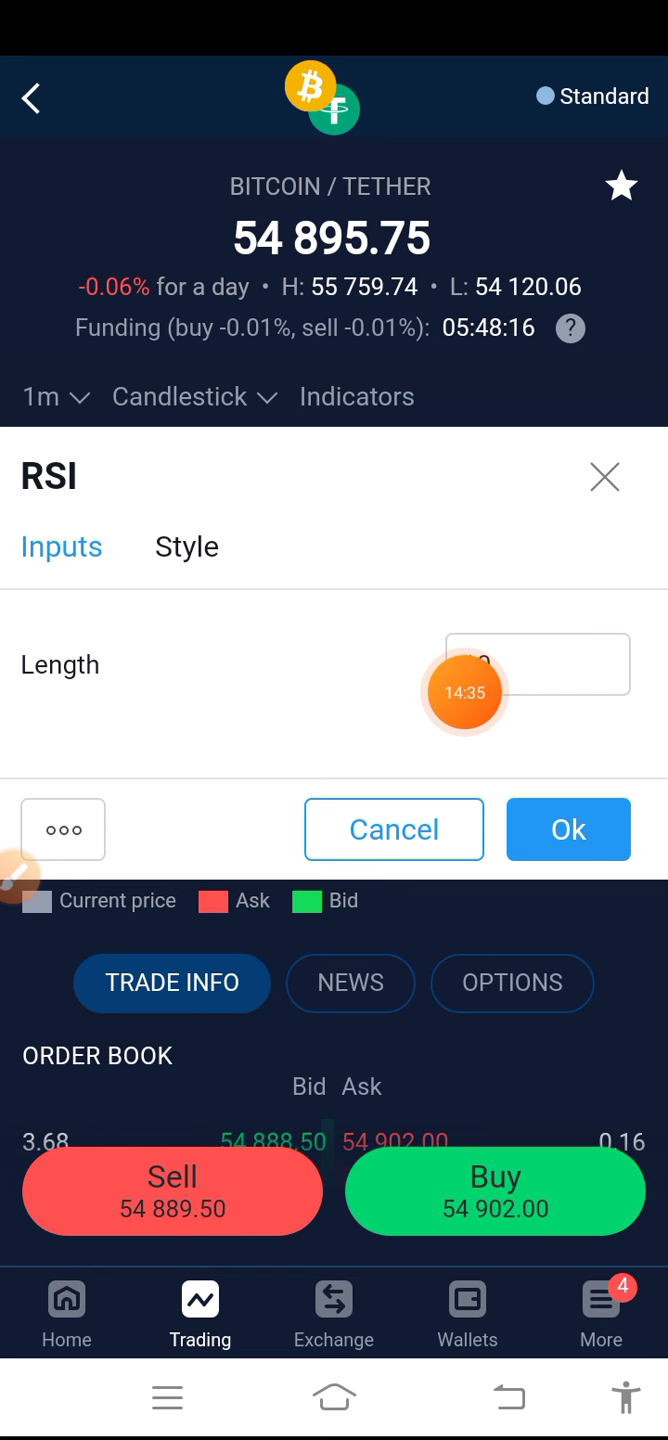 Standard
BITCOIN / TETHER
54 895.75
-0.06% for a day • H: 55 759.74 • L: 54 120.06
Funding (buy -0.01%, sell -0.01%): 05:48:16 ?
1m Candlestick Indicators
RSI
Inputs Style
Length
14:35
ooo Cancel Ok
Current price Ask Bid
TRADE INFO NEWS OPTIONS
ORDER BOOK
Bid Ask
3.68 54 888.50 54 902.00 0.16
Sell Buy
54 889.50 54 902.00
4
Home Trading Exchange Wallets More